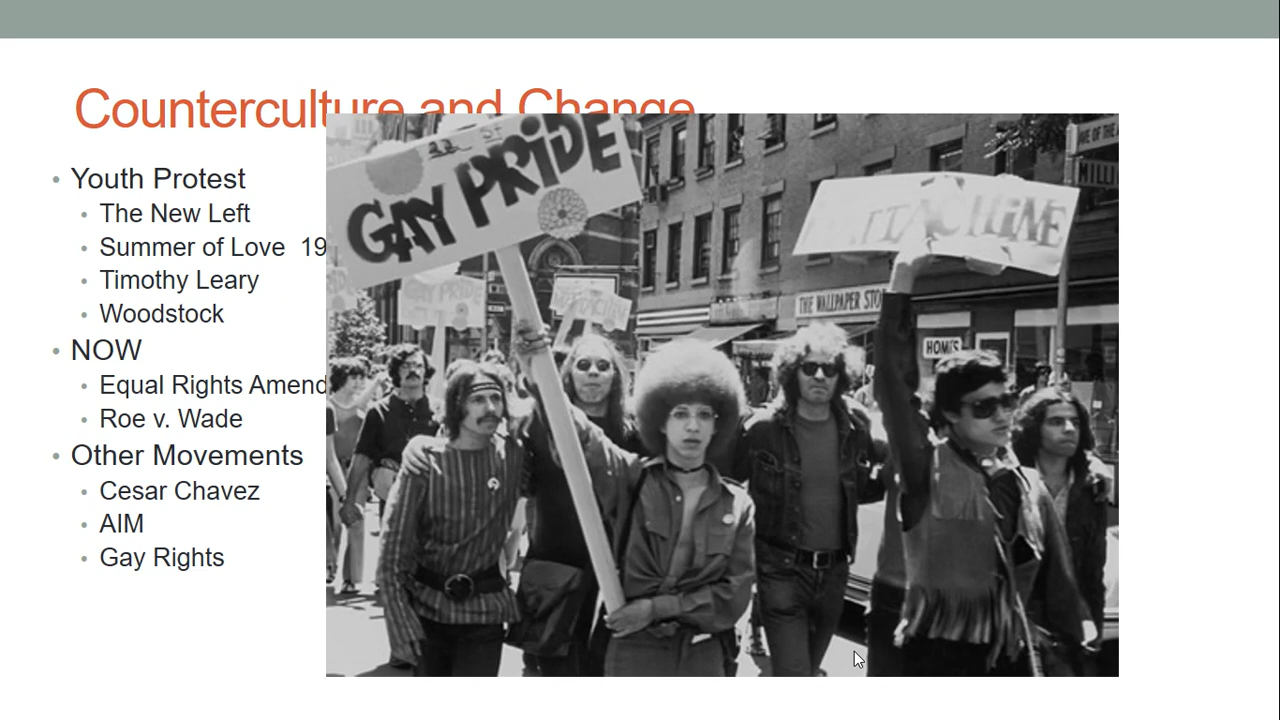 Counterculture and Change
Youth Protest
The New Left
Summer of Love 19
Timothy Leary
Woodstock
NOW
Equal Rights Amend
Roe v. Wade
Other Movements
Cesar Chavez
AIM
Gay Rights
GAY PRIDE
GAY PRIDE
THE WALLPAPER STO